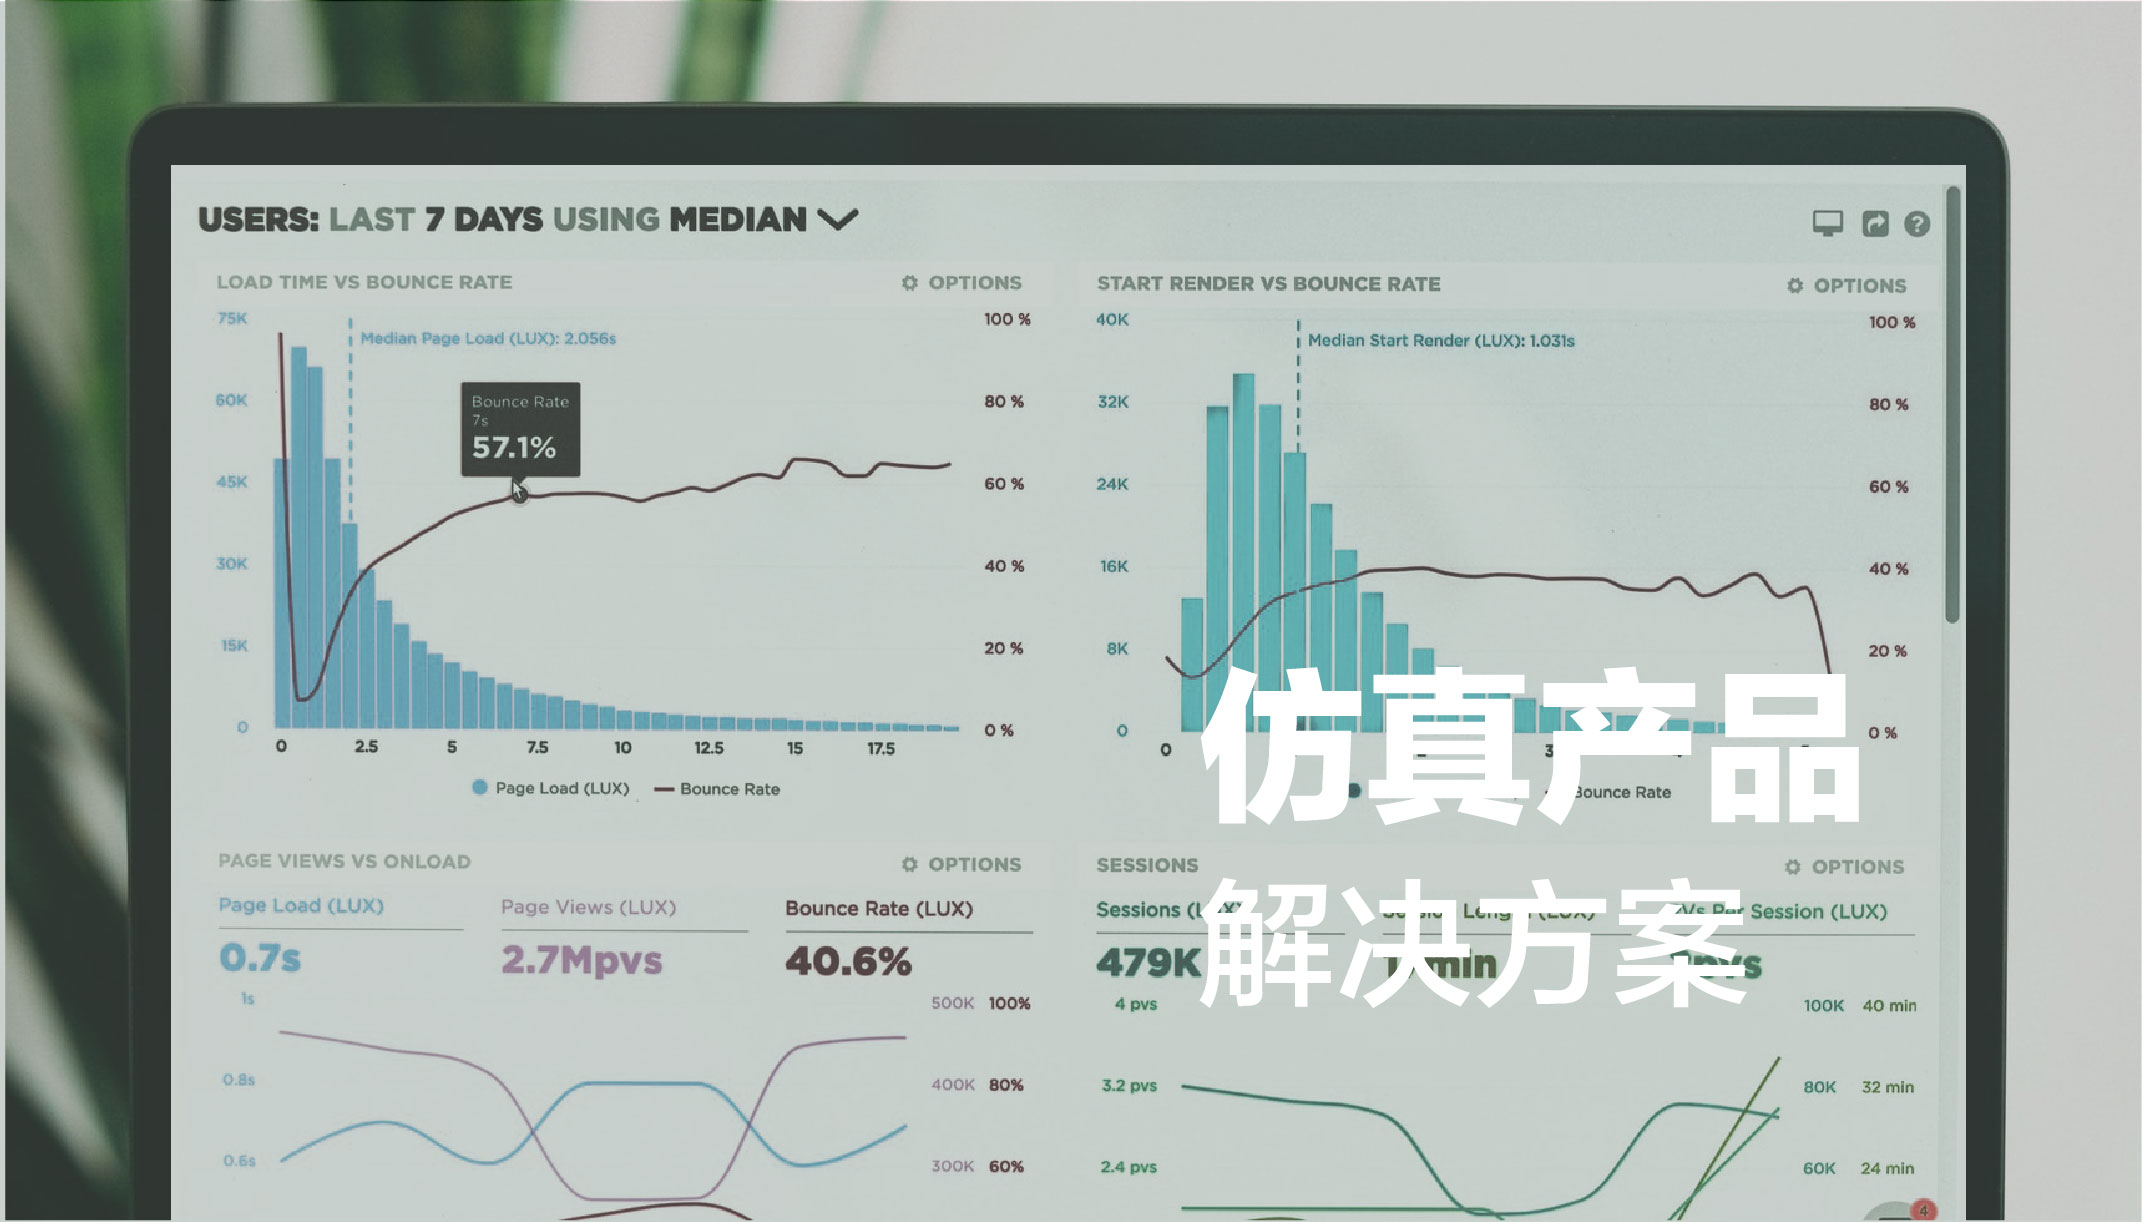 USERS: LAST 7 DAYS USING MEDIAN
LOAD TIME VS BOUNCE RATE
OPTIONS
75K
60K
45K
30K
15K
0
Median Page Load (LUX): 2.056s
Bounce Rate
7s
57.1%
100 %
80 %
60 %
40 %
20 %
0 %
0 2.5 5 7.5 10 12.5 15 17.5
Page Load (LUX) Bounce Rate
START RENDER VS BOUNCE RATE
OPTIONS
40K
32K
24K
16K
8K
0
Median Start Render (LUX): 1.031s
100 %
80 %
60 %
40 %
20 %
0 %
0
Bounce Rate
仿真产品
解决方案
PAGE VIEWS VS ONLOAD
OPTIONS
Page Load (LUX)
0.7s
Page Views (LUX)
2.7Mpvs
Bounce Rate (LUX)
40.6%
1s
0.8s
0.6s
500K 100%
400K 80%
300K 60%
SESSIONS
OPTIONS
Sessions
479K
Session (LUX)
4 pvs
3.2 pvs
2.4 pvs
100K 40 min
80K 32 min
60K 24 min
4